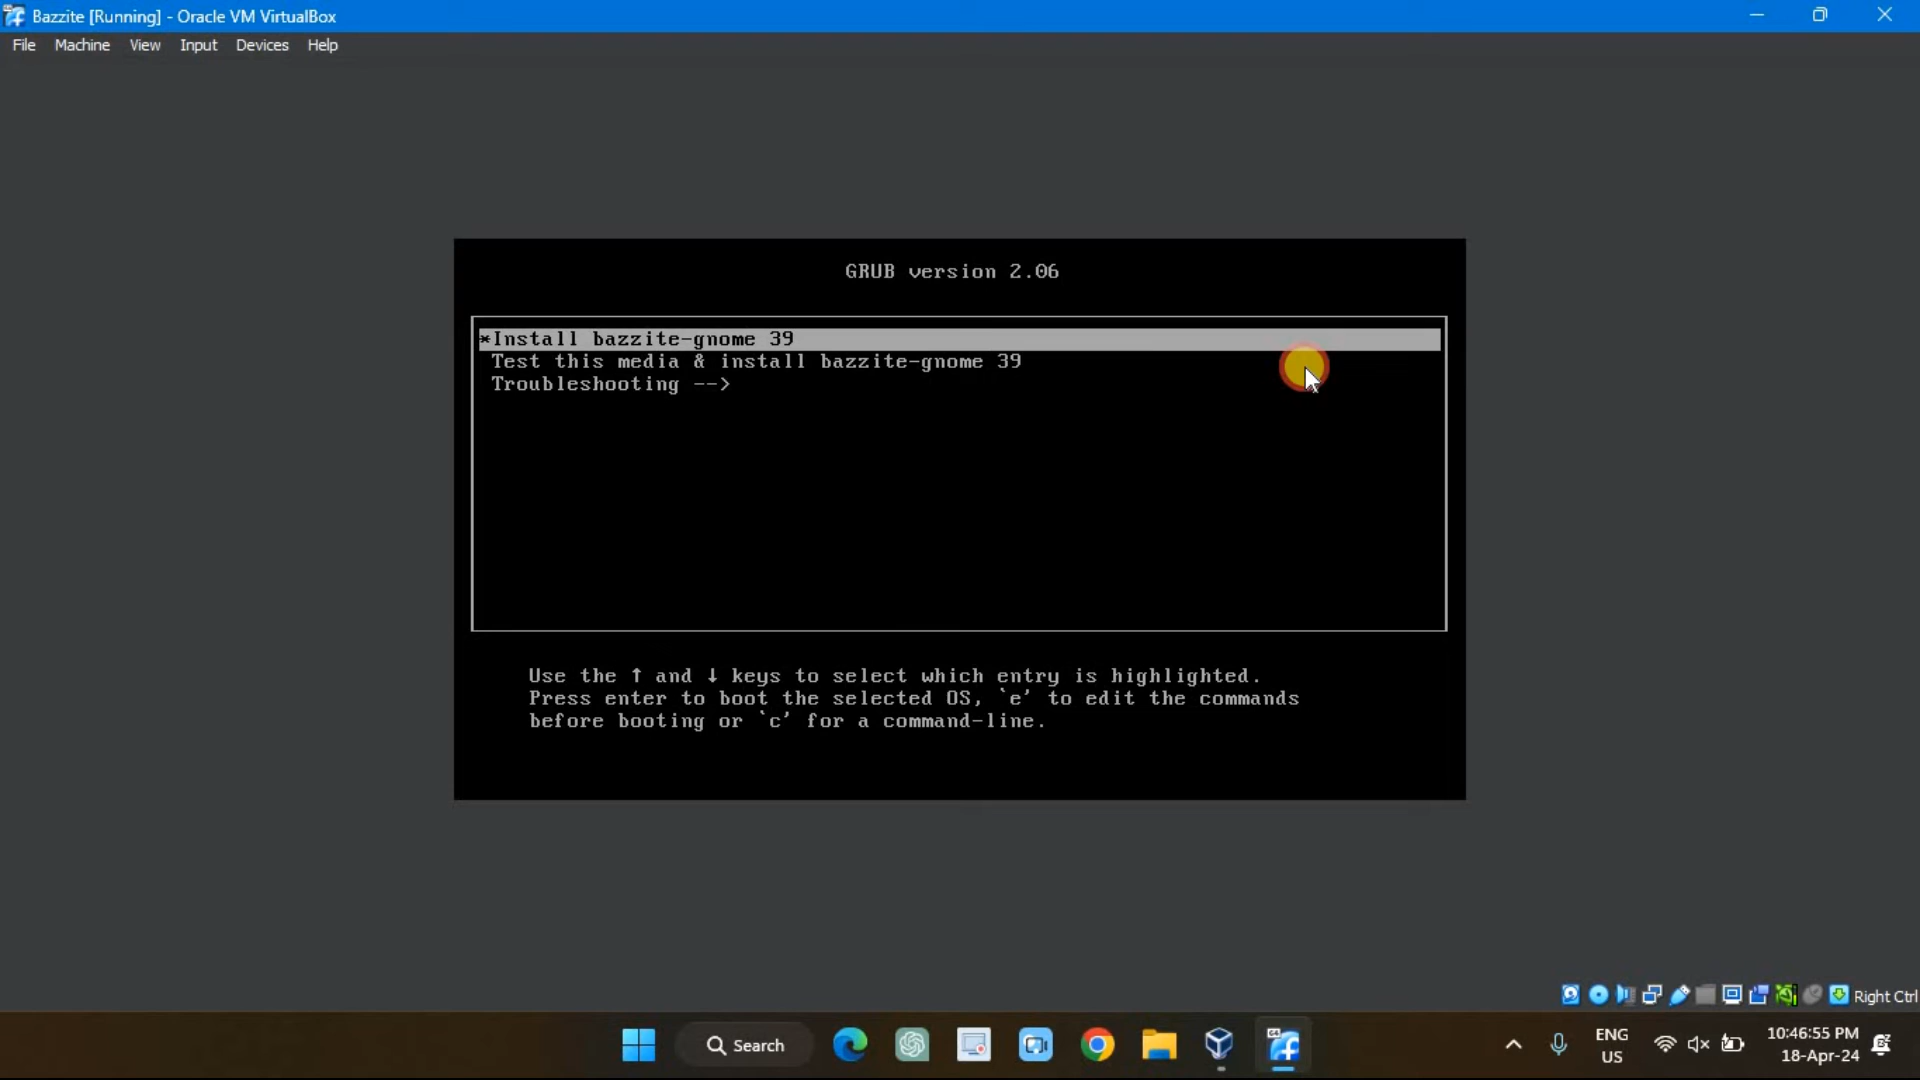 Bazzite [Running] - Oracle VM VirtualBox
File Machine View Input Devices Help
GRUB version 2.06
*Install bazzite-gnome 39
Test this media & install bazzite-gnome 39
Troubleshooting -->
Use the ↑ and ↓ keys to select which entry is highlighted.
Press enter to boot the selected OS, `e' to edit the commands
before booting or `c' for a command-line.
Right Ctrl
Search
ENG
US
10:46:55 PM
18-Apr-24